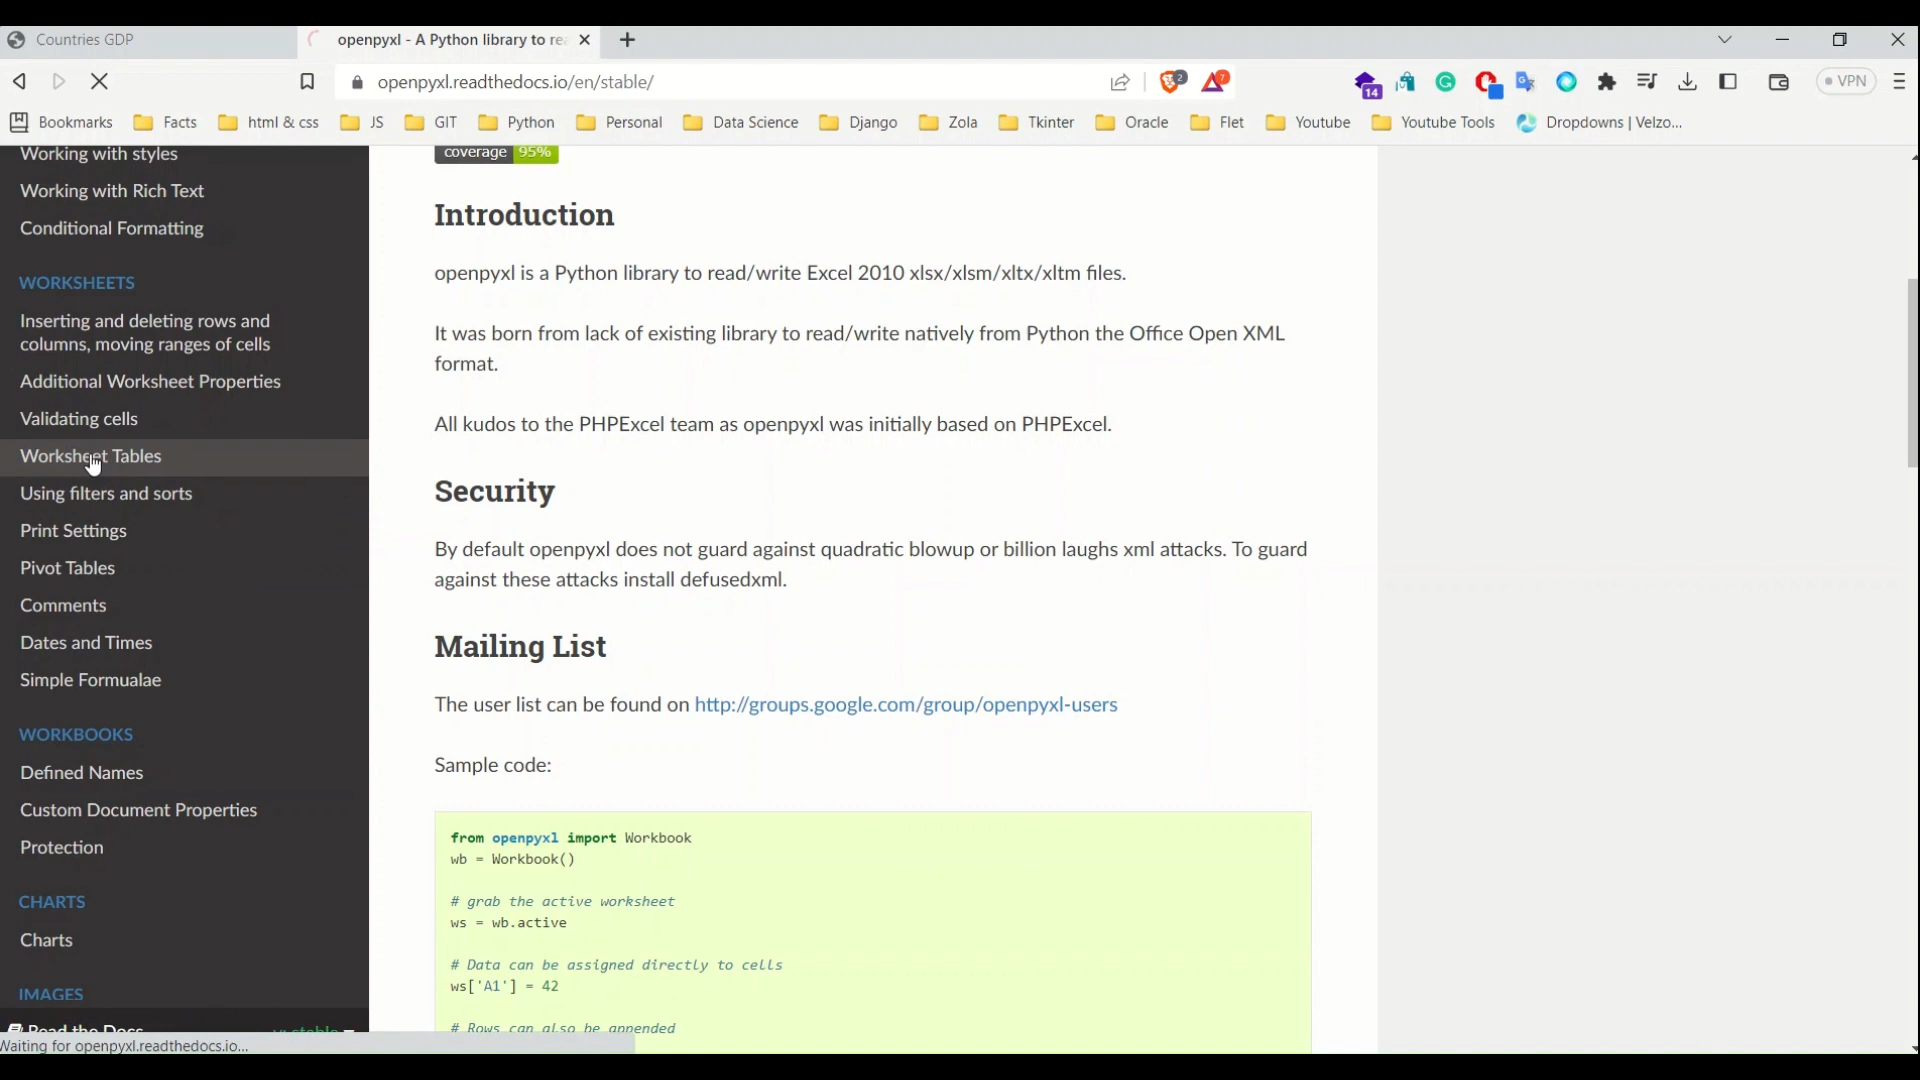 Countries GDP
openpyxl - A Python library to rea
openpyxl.readthedocs.io/en/stable/
2
7
14
VPN
Bookmarks Facts html & css JS GIT Python Personal Data Science Django Zola Tkinter Oracle Flet Youtube Youtube Tools Dropdowns | Velzo...
Working with styles
Working with Rich Text
Conditional Formatting
WORKSHEETS
Inserting and deleting rows and
columns, moving ranges of cells
Additional Worksheet Properties
Validating cells
Worksheet Tables
Using filters and sorts
Print Settings
Pivot Tables
Comments
Dates and Times
Simple Formualae
WORKBOOKS
Defined Names
Custom Document Properties
Protection
CHARTS
Charts
IMAGES
Read the Docs v: stable
Waiting for openpyxl.readthedocs.io...
coverage 95%
Introduction
openpyxl is a Python library to read/write Excel 2010 xlsx/xlsm/xltx/xltm files.
It was born from lack of existing library to read/write natively from Python the Office Open XML
format.
All kudos to the PHPExcel team as openpyxl was initially based on PHPExcel.
Security
By default openpyxl does not guard against quadratic blowup or billion laughs xml attacks. To guard
against these attacks install defusedxml.
Mailing List
The user list can be found on http://groups.google.com/group/openpyxl-users
Sample code:
from openpyxl import Workbook
wb = Workbook()
# grab the active worksheet
ws = wb.active
# Data can be assigned directly to cells
ws['A1'] = 42
# Rows can also be appended